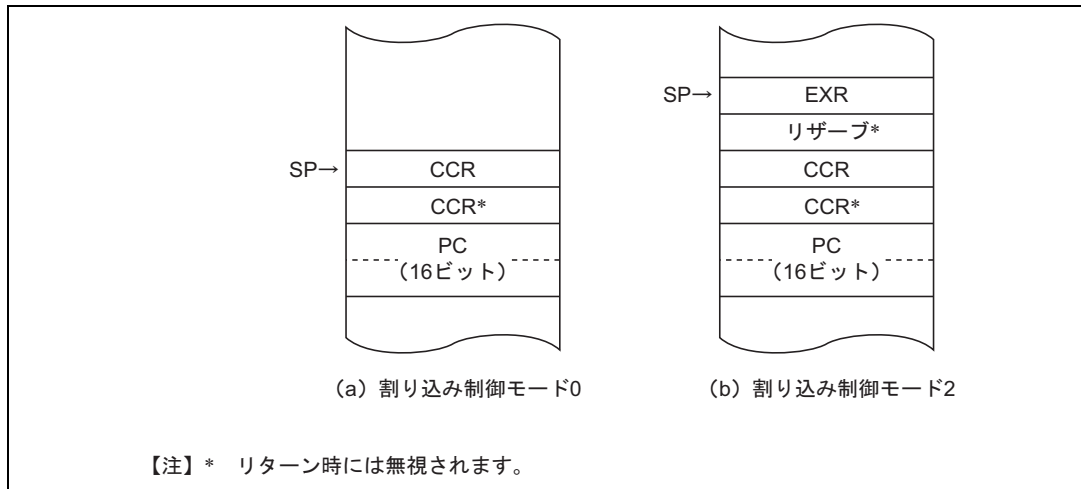 SP→
CCR
CCR*
PC
（16ビット）
（a）割り込み制御モード0
SP→
EXR
リザーブ*
CCR
CCR*
PC
（16ビット）
（b）割り込み制御モード2
【注】* リターン時には無視されます。